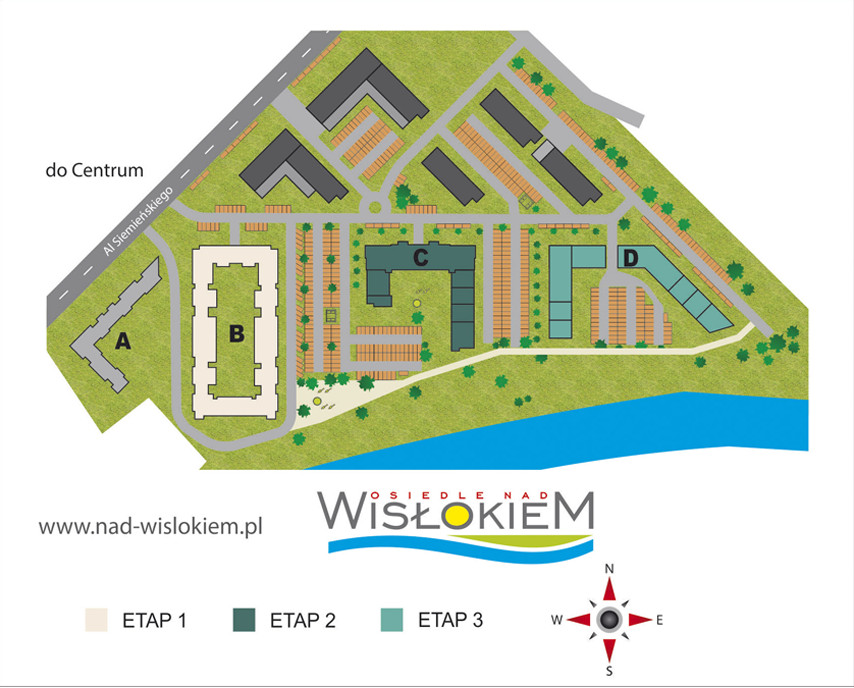 do Centrum
Al Siemieńskiego
A
B
C
D
www.nad-wislokiem.pl
OSIEDLE NAD
WISŁOKIEM
ETAP 1
ETAP 2
ETAP 3
N
W
E
S